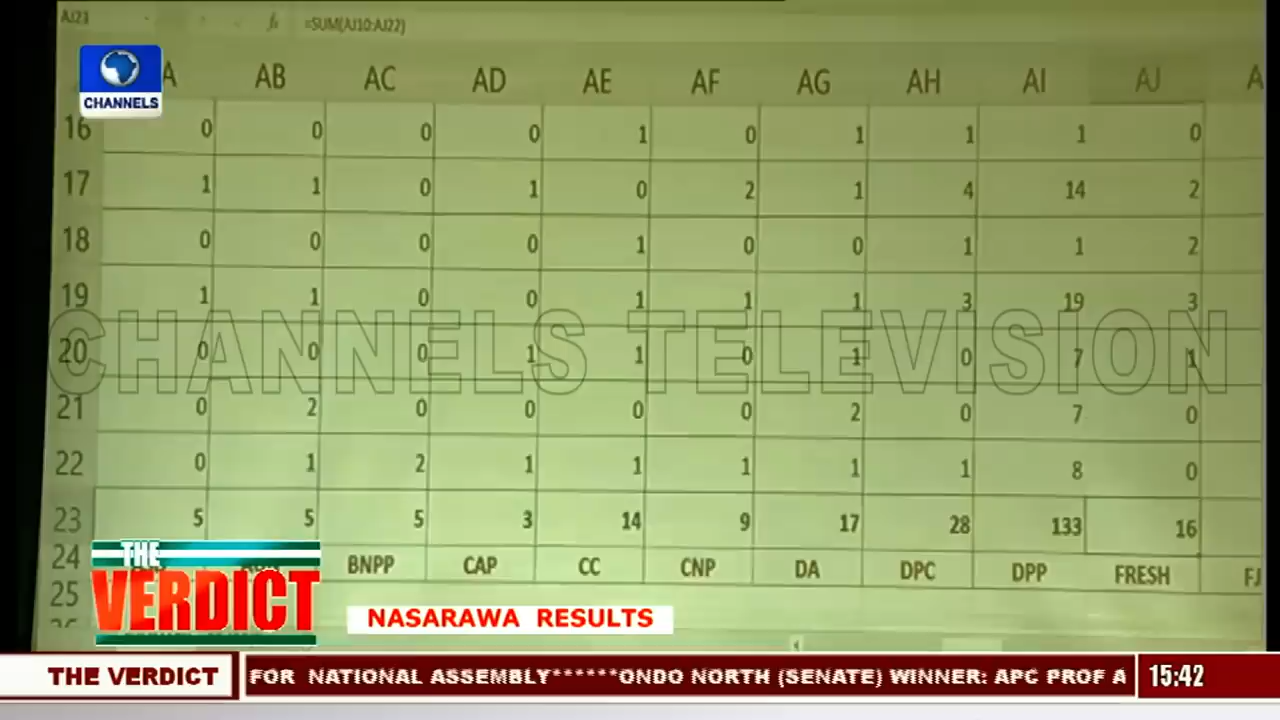 AJ23 fx =SUM(AJ10:AJ22)
CHANNELS
A AB AC AD AE AF AG AH AI AJ A
16 0 0 0 0 1 0 1 1 1 0
17 1 1 0 1 0 2 1 4 14 2
18 0 0 0 0 1 0 0 1 1 2
19 1 1 0 0 1 1 1 3 19 3
CHANNELS TELEVISION
20 0 0 0 1 1 0 1 0 7 1
21 0 2 0 0 0 0 2 0 7 0
22 0 1 2 1 1 1 1 1 8 0
23 5 5 5 3 14 9 17 28 133 16
24 BNPP CAP CC CNP DA DPC DPP FRESH FJ
25
THE
VERDICT
NASARAWA RESULTS
THE VERDICT FOR NATIONAL ASSEMBLY******ONDO NORTH (SENATE) WINNER: APC PROF A 15:42